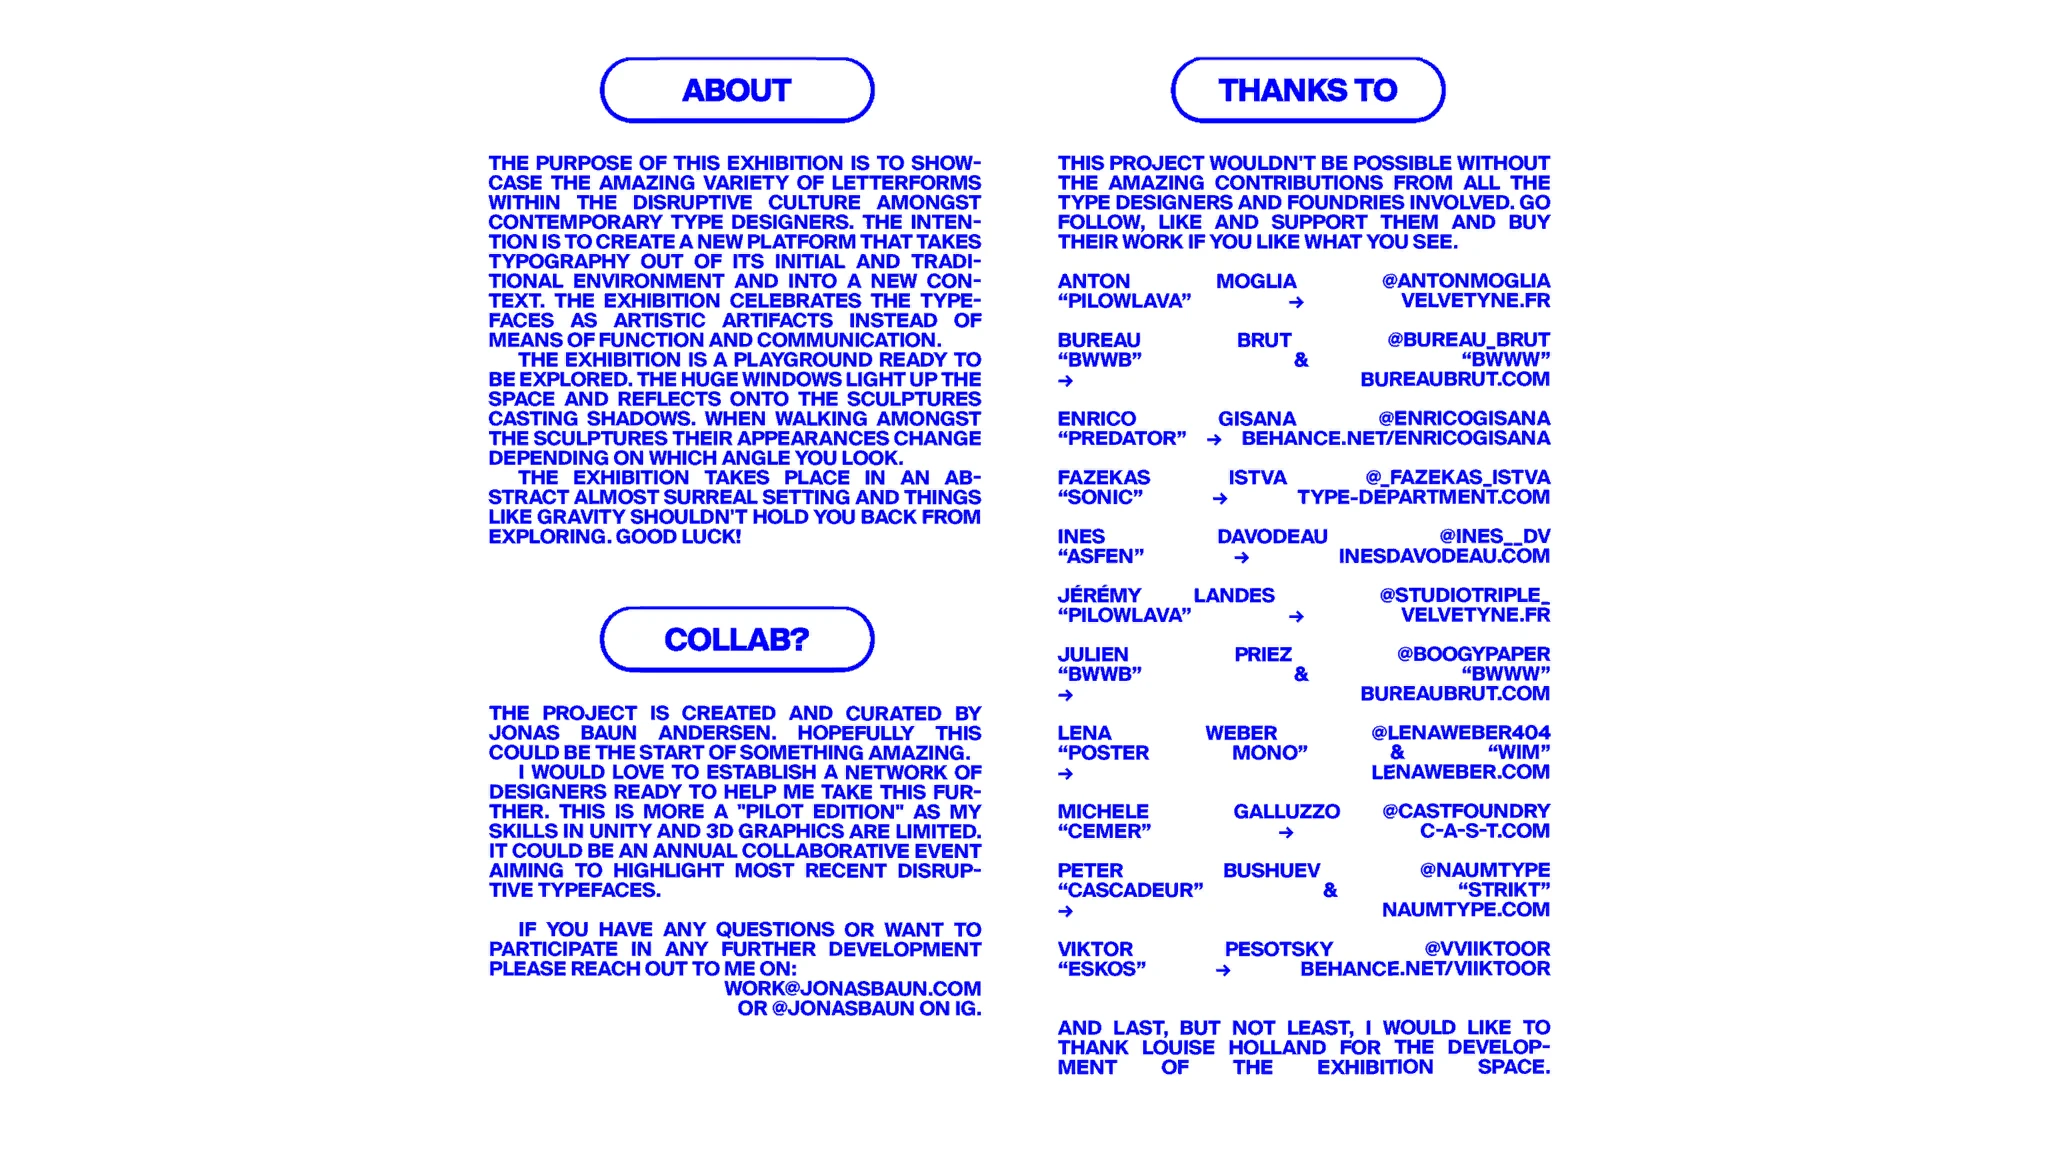 ABOUT
THE PURPOSE OF THIS EXHIBITION IS TO SHOW-
CASE THE AMAZING VARIETY OF LETTERFORMS
WITHIN THE DISRUPTIVE CULTURE AMONGST
CONTEMPORARY TYPE DESIGNERS. THE INTEN-
TION IS TO CREATE A NEW PLATFORM THAT TAKES
TYPOGRAPHY OUT OF ITS INITIAL AND TRADI-
TIONAL ENVIRONMENT AND INTO A NEW CON-
TEXT. THE EXHIBITION CELEBRATES THE TYPE-
FACES AS ARTISTIC ARTIFACTS INSTEAD OF
MEANS OF FUNCTION AND COMMUNICATION.
THE EXHIBITION IS A PLAYGROUND READY TO
BE EXPLORED. THE HUGE WINDOWS LIGHT UP THE
SPACE AND REFLECTS ONTO THE SCULPTURES
CASTING SHADOWS. WHEN WALKING AMONGST
THE SCULPTURES THEIR APPEARANCES CHANGE
DEPENDING ON WHICH ANGLE YOU LOOK.
THE EXHIBITION TAKES PLACE IN AN AB-
STRACT ALMOST SURREAL SETTING AND THINGS
LIKE GRAVITY SHOULDN'T HOLD YOU BACK FROM
EXPLORING. GOOD LUCK!
COLLAB?
THE PROJECT IS CREATED AND CURATED BY
JONAS BAUN ANDERSEN. HOPEFULLY THIS
COULD BE THE START OF SOMETHING AMAZING.
I WOULD LOVE TO ESTABLISH A NETWORK OF
DESIGNERS READY TO HELP ME TAKE THIS FUR-
THER. THIS IS MORE A "PILOT EDITION" AS MY
SKILLS IN UNITY AND 3D GRAPHICS ARE LIMITED.
IT COULD BE AN ANNUAL COLLABORATIVE EVENT
AIMING TO HIGHLIGHT MOST RECENT DISRUP-
TIVE TYPEFACES.
IF YOU HAVE ANY QUESTIONS OR WANT TO
PARTICIPATE IN ANY FURTHER DEVELOPMENT
PLEASE REACH OUT TO ME ON:
WORK@JONASBAUN.COM
OR @JONASBAUN ON IG.
THANKS TO
THIS PROJECT WOULDN'T BE POSSIBLE WITHOUT
THE AMAZING CONTRIBUTIONS FROM ALL THE
TYPE DESIGNERS AND FOUNDRIES INVOLVED. GO
FOLLOW, LIKE AND SUPPORT THEM AND BUY
THEIR WORK IF YOU LIKE WHAT YOU SEE.
ANTON MOGLIA @ANTONMOGLIA
“PILOWLAVA” → VELVETYNE.FR
BUREAU BRUT @BUREAU_BRUT
“BWWB” & “BWWW”
→ BUREAUBRUT.COM
ENRICO GISANA @ENRICOGISANA
“PREDATOR” → BEHANCE.NET/ENRICOGISANA
FAZEKAS ISTVA @_FAZEKAS_ISTVA
“SONIC” → TYPE-DEPARTMENT.COM
INES DAVODEAU @INES__DV
“ASFEN” → INESDAVODEAU.COM
JÉRÉMY LANDES @STUDIOTRIPLE_
“PILOWLAVA” → VELVETYNE.FR
JULIEN PRIEZ @BOOGYPAPER
“BWWB” & “BWWW”
→ BUREAUBRUT.COM
LENA WEBER @LENAWEBER404
“POSTER MONO” & “WIM”
→ LENAWEBER.COM
MICHELE GALLUZZO @CASTFOUNDRY
“CEMER” → C-A-S-T.COM
PETER BUSHUEV @NAUMTYPE
“CASCADEUR” & “STRIKT”
→ NAUMTYPE.COM
VIKTOR PESOTSKY @VVIIKTOOR
“ESKOS” → BEHANCE.NET/VIIKTOOR
AND LAST, BUT NOT LEAST, I WOULD LIKE TO
THANK LOUISE HOLLAND FOR THE DEVELOP-
MENT OF THE EXHIBITION SPACE.